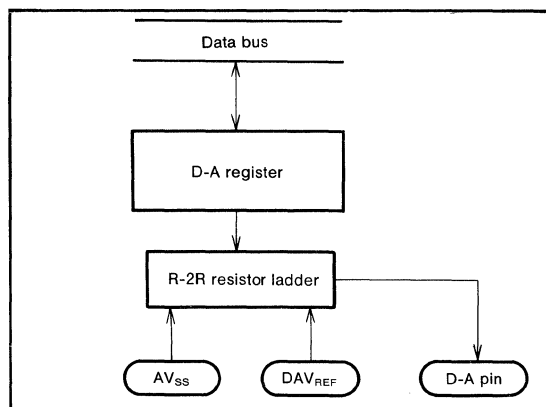 Data bus
D-A register
R-2R resistor ladder
AVSS
DAVREF
D-A pin